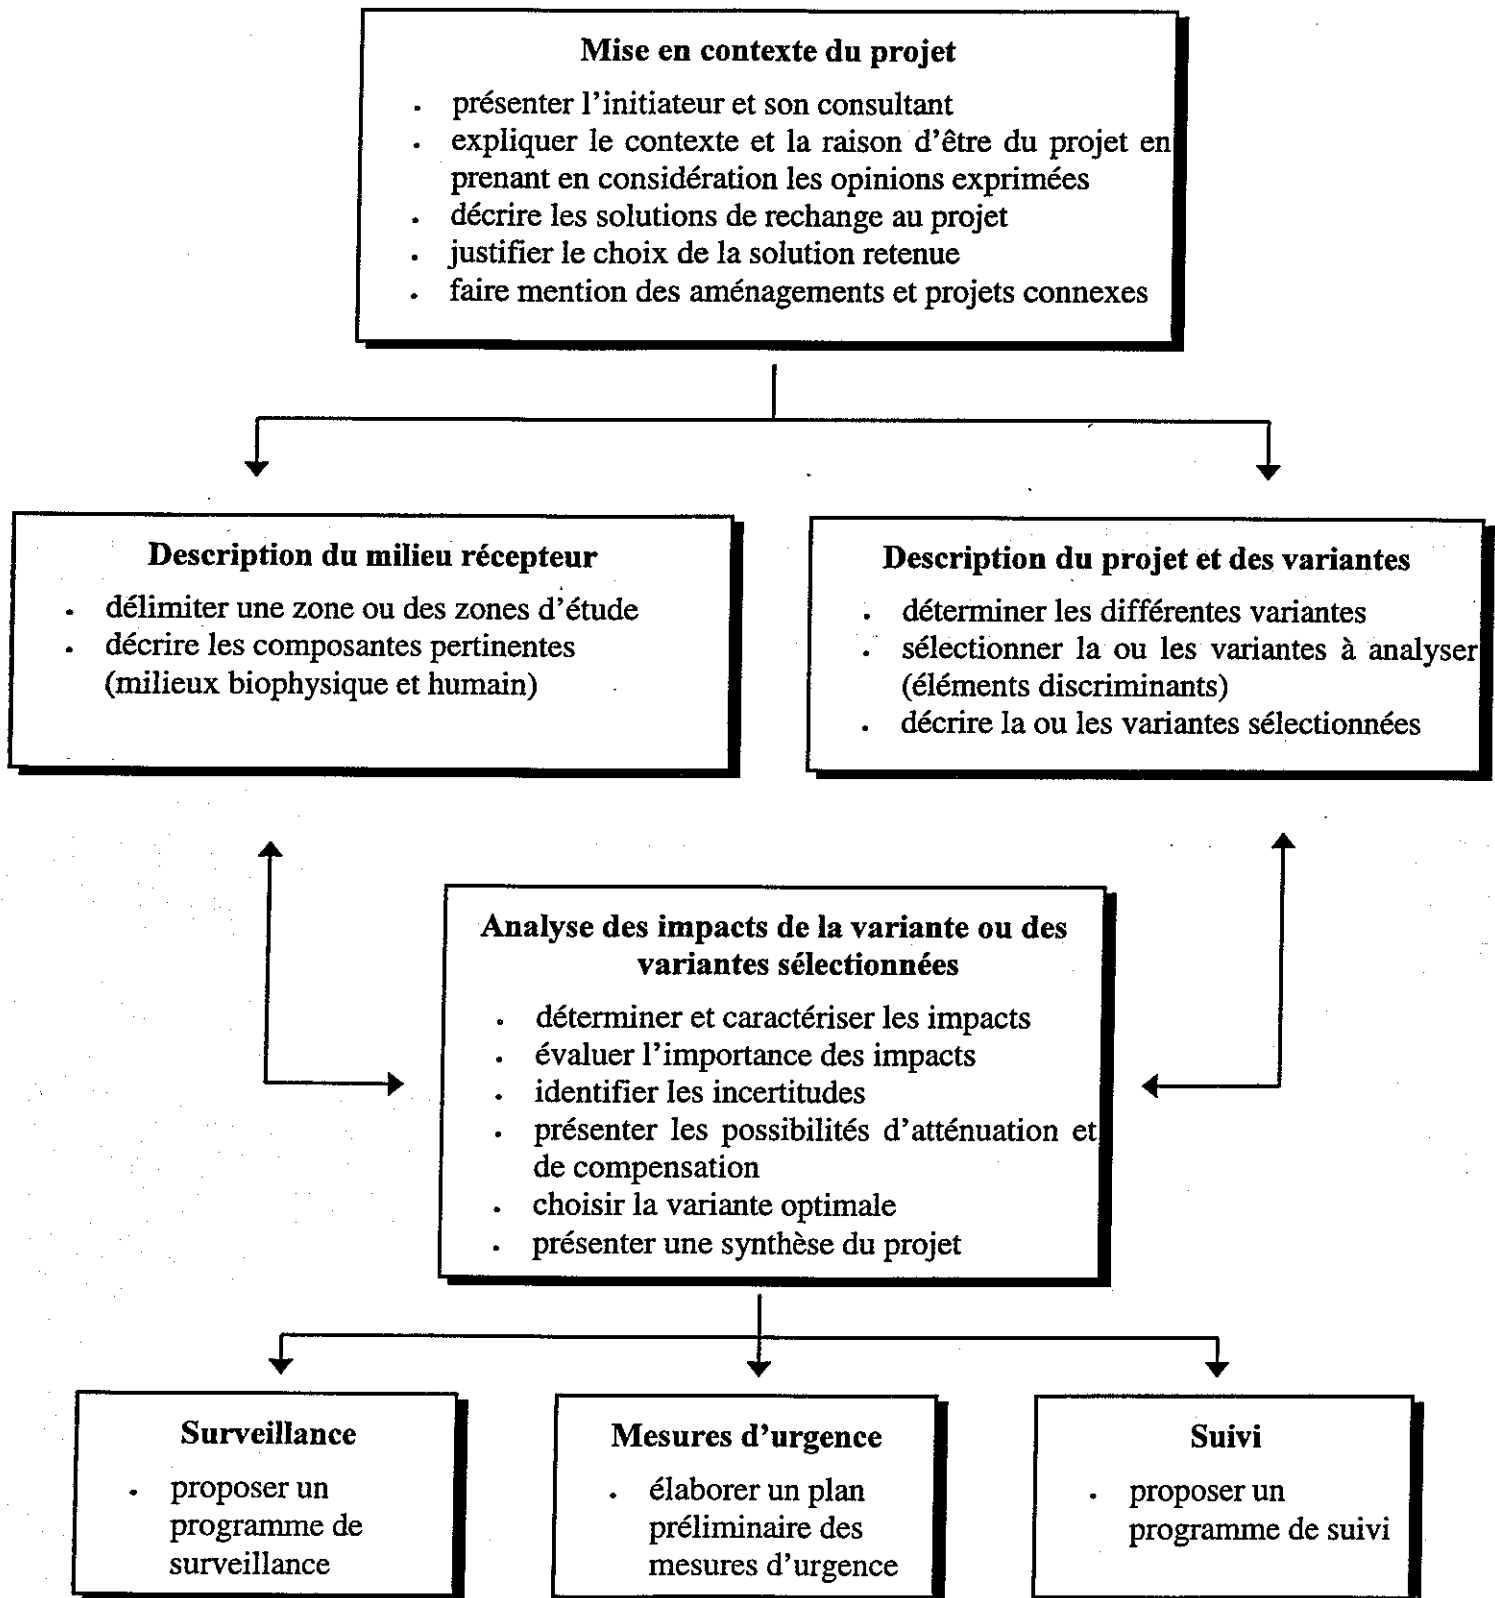 Mise en contexte du projet
. présenter l'initiateur et son consultant
. expliquer le contexte et la raison d'être du projet en
prenant en considération les opinions exprimées
. décrire les solutions de rechange au projet
. justifier le choix de la solution retenue
. faire mention des aménagements et projets connexes
Description du milieu récepteur
. délimiter une zone ou des zones d'étude
. décrire les composantes pertinentes
(milieux biophysique et humain)
Description du projet et des variantes
. déterminer les différentes variantes
. sélectionner la ou les variantes à analyser
(éléments discriminants)
. décrire la ou les variantes sélectionnées
Analyse des impacts de la variante ou des
variantes sélectionnées
. déterminer et caractériser les impacts
. évaluer l'importance des impacts
. identifier les incertitudes
. présenter les possibilités d'atténuation et
de compensation
. choisir la variante optimale
. présenter une synthèse du projet
Surveillance
. proposer un
programme de
surveillance
Mesures d'urgence
. élaborer un plan
préliminaire des
mesures d'urgence
Suivi
. proposer un
programme de suivi